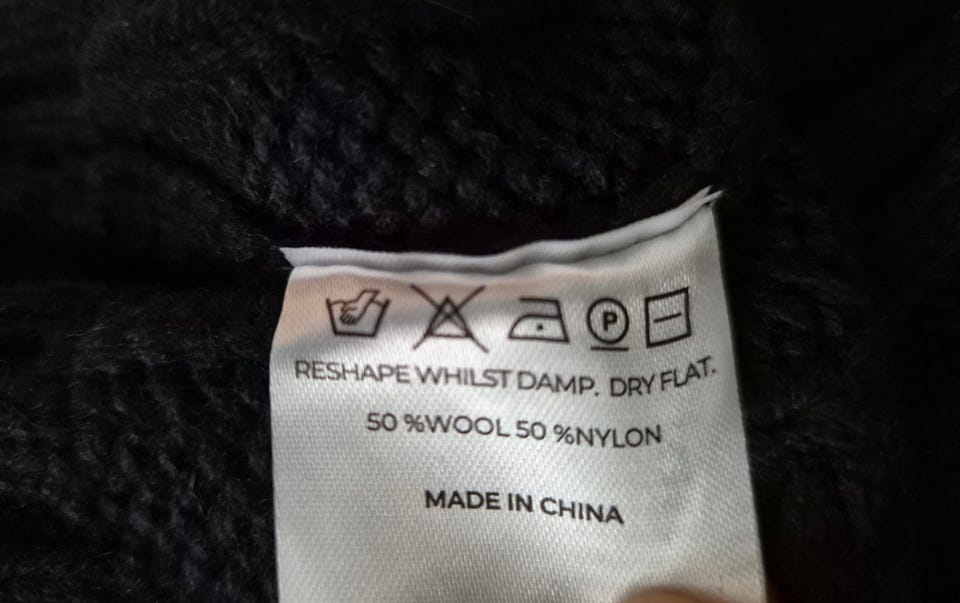 P
RESHAPE WHILST DAMP. DRY FLAT.
50 %WOOL 50 %NYLON
MADE IN CHINA